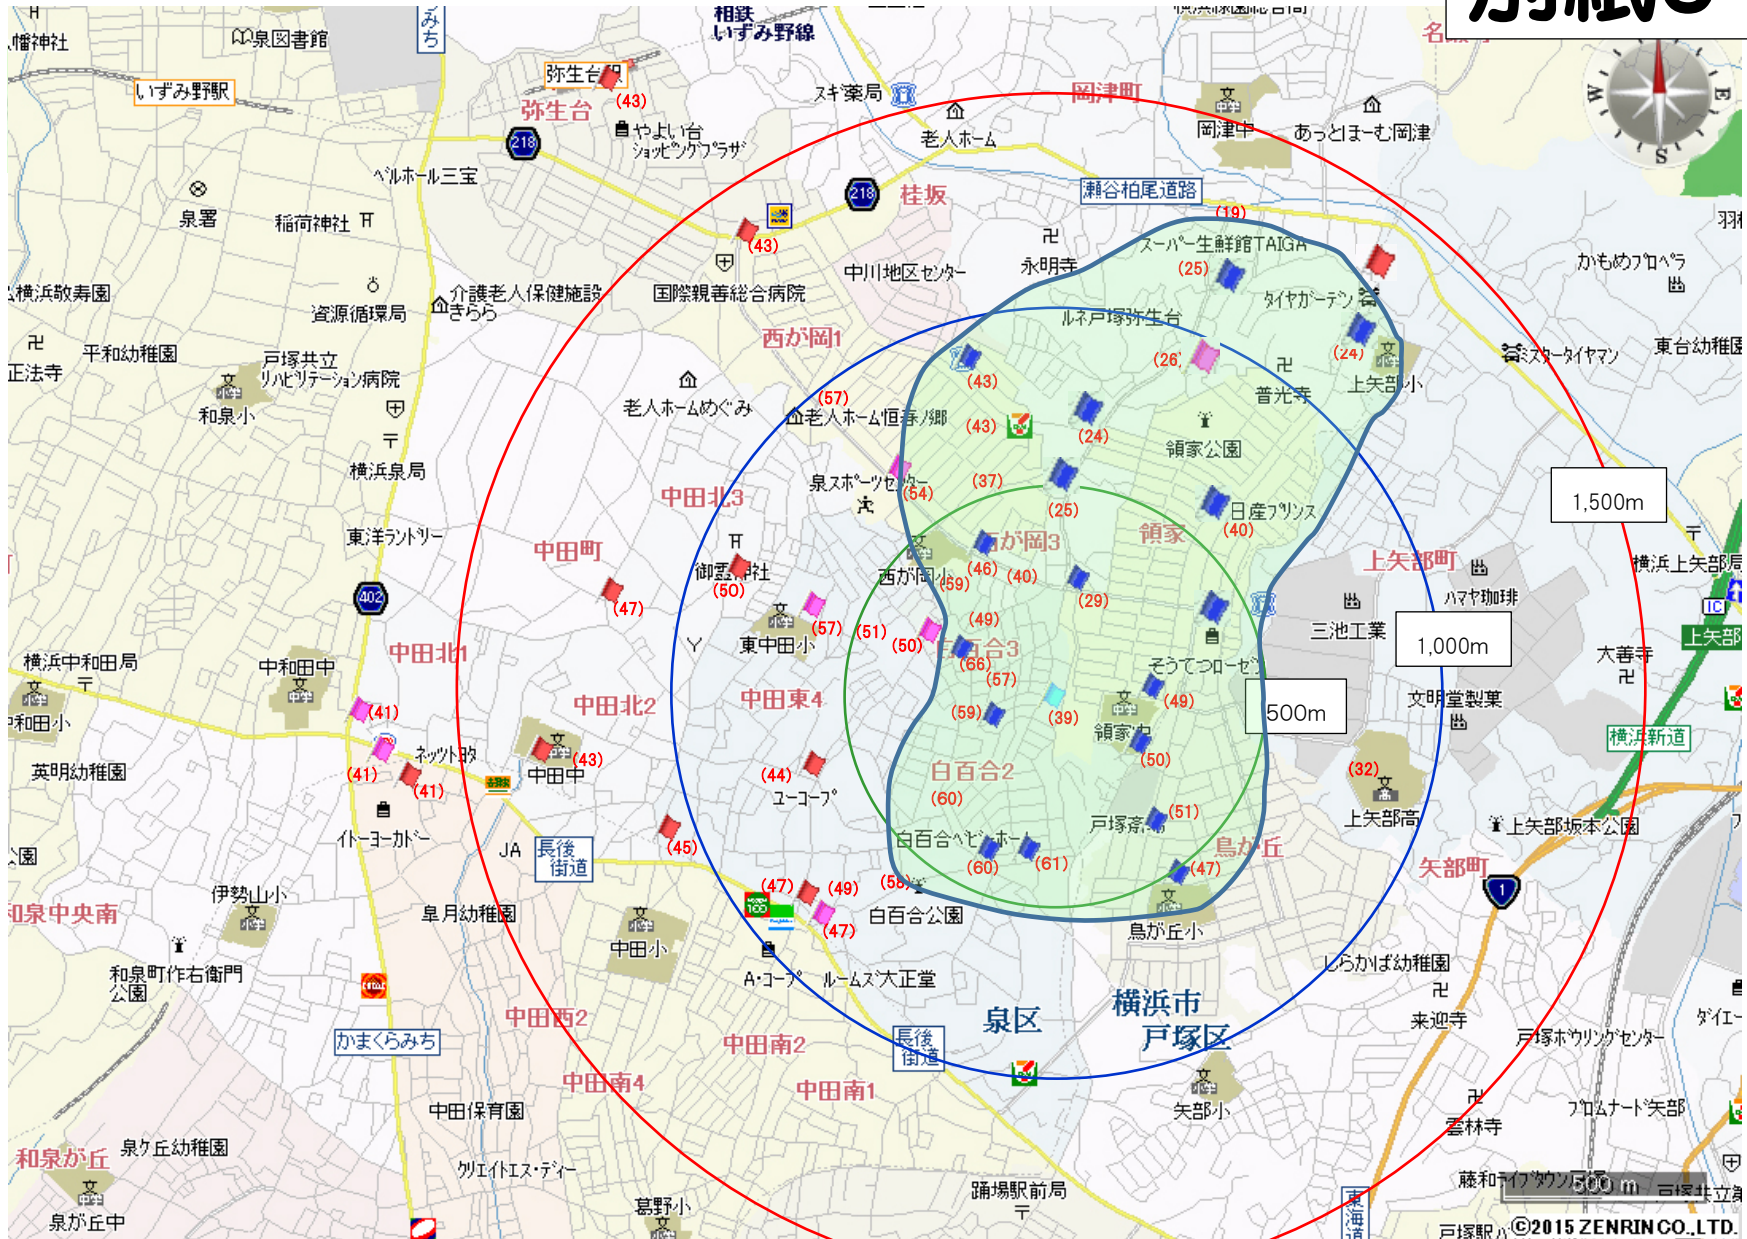 相鉄
いずみ野線
泉図書館
いずみ野駅
弥生台駅
(43)
弥生台
やよい台
ショッピングプラザ
スギ薬局
老人ホーム
岡津町
岡津中
あっとほーむ岡津
218
ベルホール三宝
218
桂坂
瀬谷柏尾道路
泉署
稲荷神社
(43)
(19)
スーパー生鮮館TAIGA
永明寺
中川地区センター
(25)
かもめプロペラ
横浜敬寿園
資源循環局
介護老人保健施設
きらら
国際親善総合病院
タイヤガーデン
ルネ戸塚弥生台
西が岡1
正法寺
平和幼稚園
戸塚共立
リハビリテーション病院
(26)
(24)
ミスタータイヤマン
東台幼稚園
上矢部小
普光寺
和泉小
老人ホームめぐみ
(57)
老人ホーム恒春ノ郷
(43)
(43)
(24)
領家公園
横浜泉局
泉スポーツセンター
(54)
(37)
(25)
中田北3
日産プリンス
(40)
1,500m
東洋ランドリー
中田町
御霊神社
(50)
西が岡3
領家
上矢部町
横浜上矢部局
西が岡小
(46)
(59)
(40)
(29)
402
(47)
(57)
東中田小
(51)
(50)
(49)
ハマヤ珈琲
三池工業
1,000m
IC
上矢部
中田北1
横浜中和田局
中和田中
白百合3
(66)
(57)
そうてつローゼン
大善寺
中田北2
中田東4
(39)
(49)
(59)
領家中
500m
文明堂製菓
横浜新道
(41)
(41)
(41)
ネッツトヨタ
(43)
中田中
(44)
ユーコープ
白百合2
(60)
(50)
(32)
上矢部高
英明幼稚園
イトーヨーカドー
JA
長後
街道
(45)
白百合ベビーホーム
戸塚斎場
(51)
上矢部坂本公園
(60)
(61)
鳥が丘
(47)
矢部町
1
伊勢山小
和泉中央南
皐月幼稚園
(47)
(49)
(47)
(58)
白百合公園
鳥が丘小
中田小
A・コープ
ルームズ大正堂
しらかば幼稚園
和泉町作右衛門
公園
中田西2
かまくらみち
中田南2
長後
街道
泉区
横浜市
戸塚区
来迎寺
戸塚ボウリングセンター
中田南4
中田南1
中田保育園
矢部小
プロムナード矢部
雲林寺
和泉が丘
泉ケ丘幼稚園
泉が丘中
クリエイトエス・ディー
葛野小
踊場駅前局
500 m
©2015 ZENRIN CO., LTD.